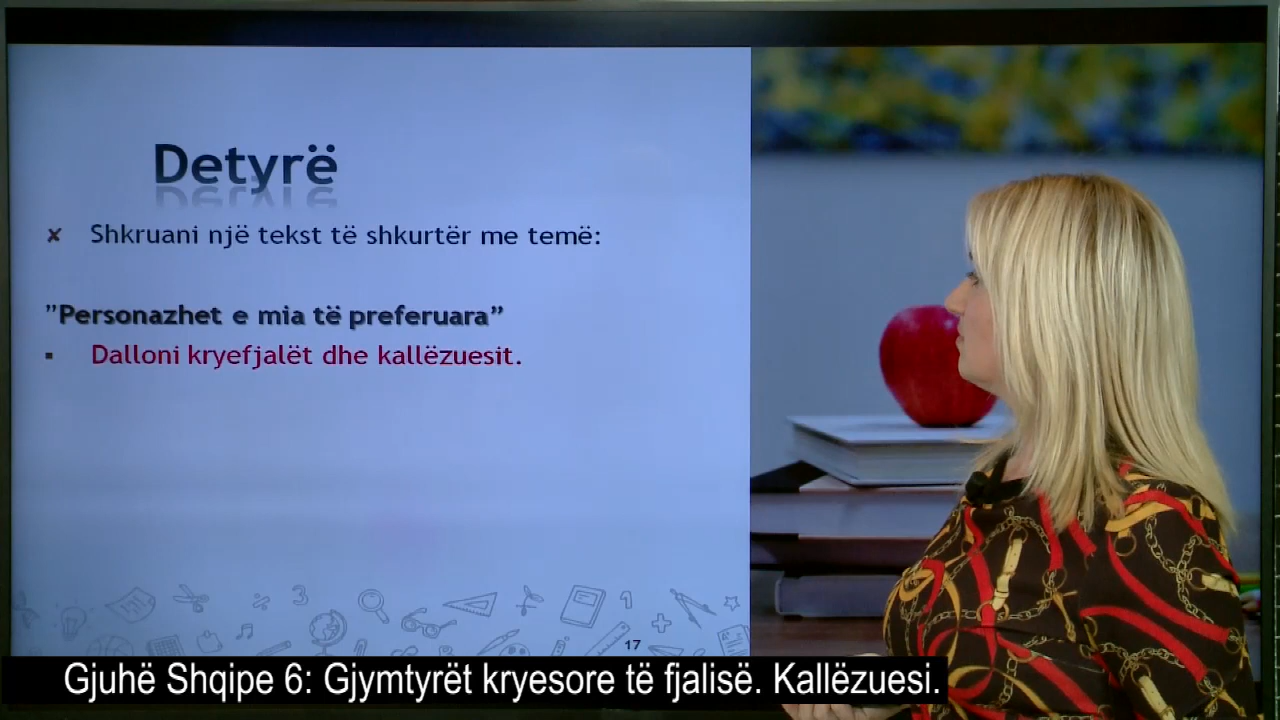 Detyrë
Shkruani një tekst të shkurtër me temë:
”Personazhet e mia të preferuara”
Dalloni kryefjalët dhe kallëzuesit.
17
Gjuhë Shqipe 6: Gjymtyrët kryesore të fjalisë. Kallëzuesi.